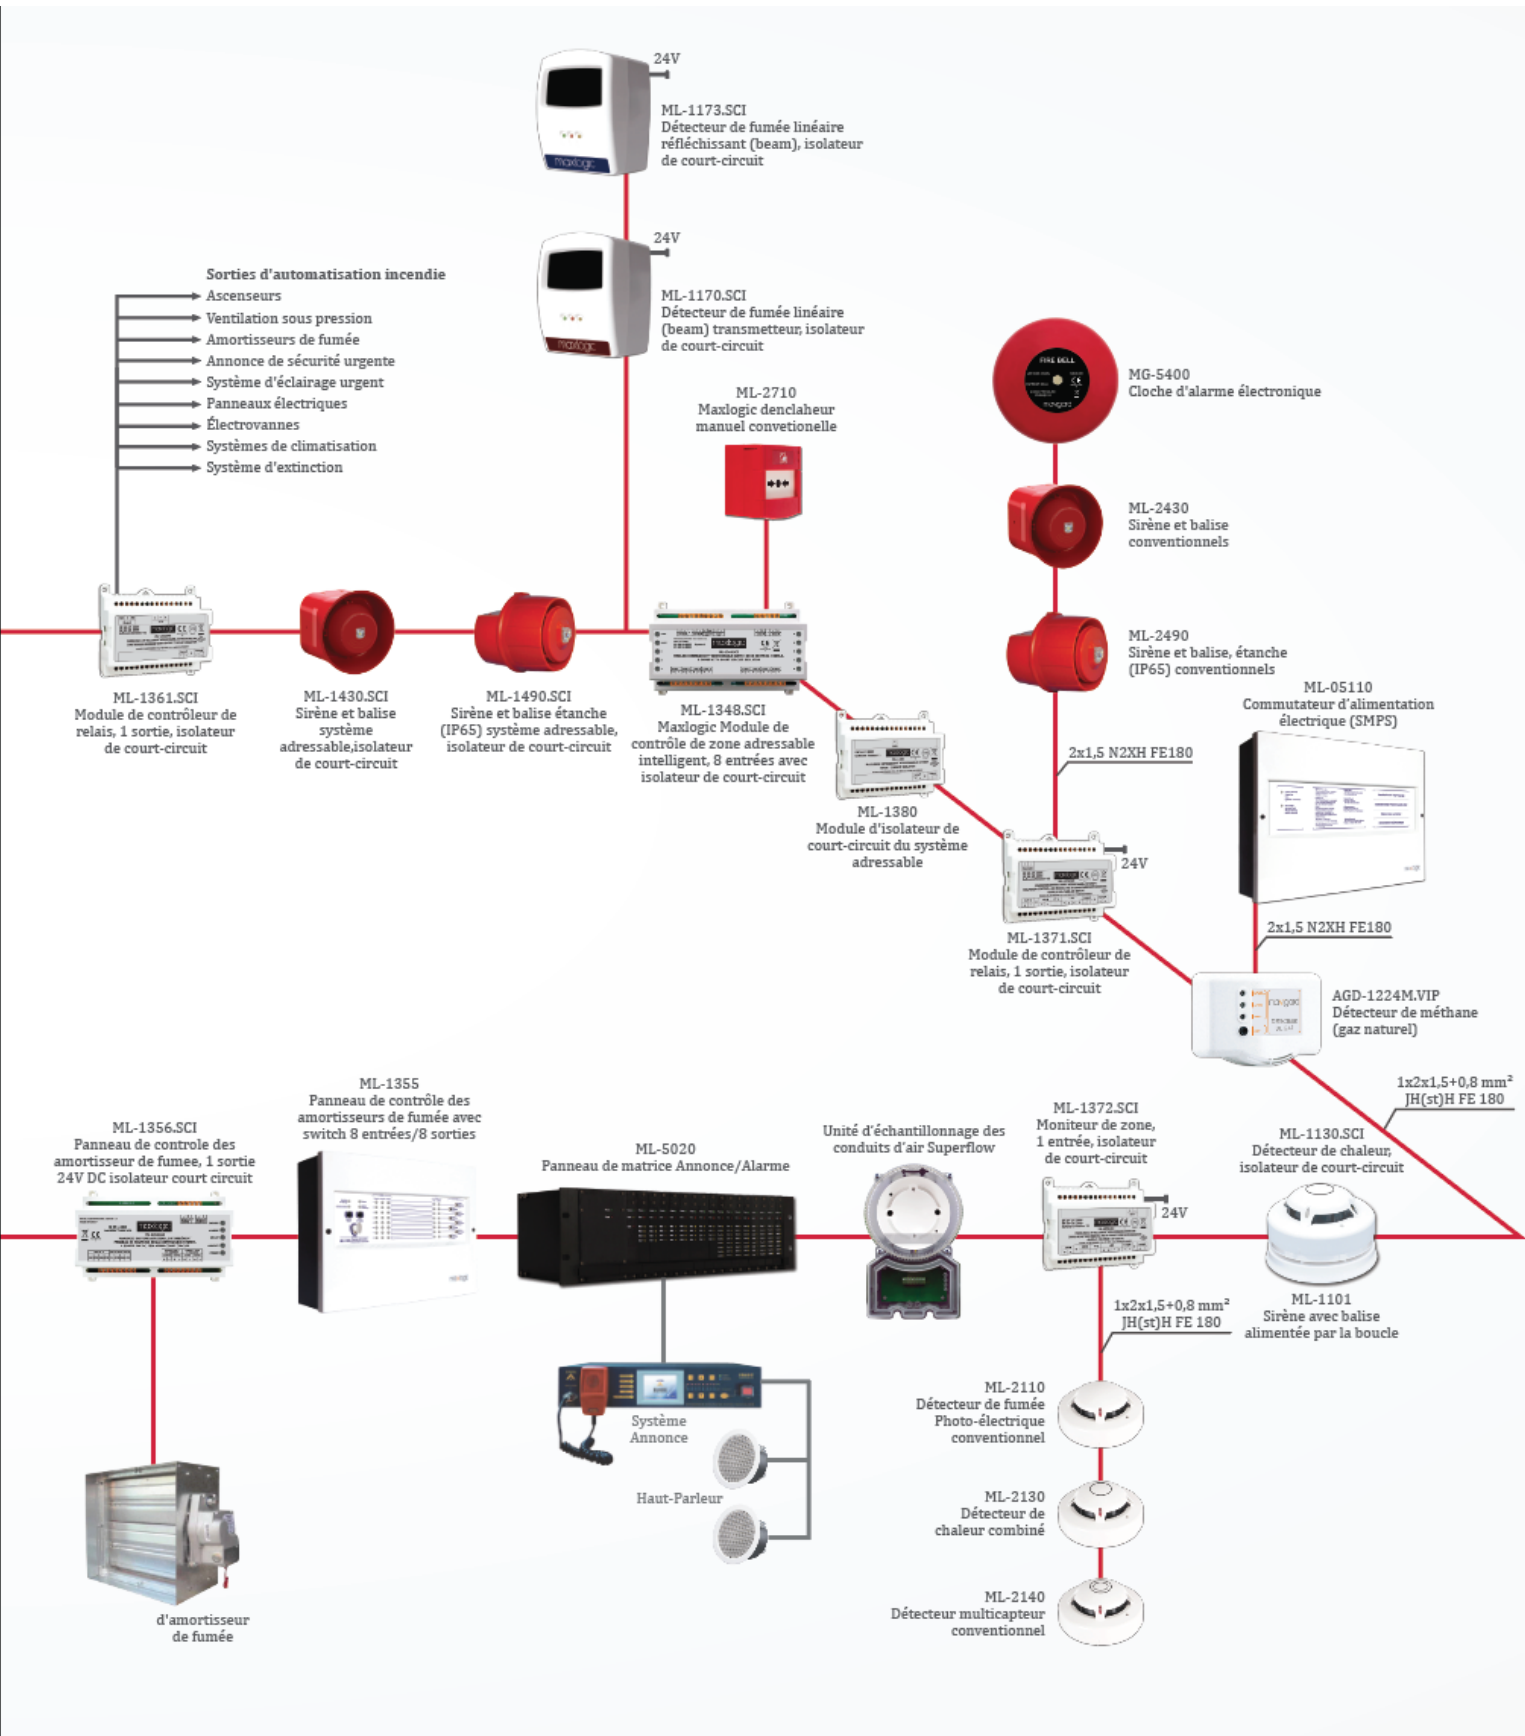 24V
ML-1173.SCI
Détecteur de fumée linéaire
réfléchissant (beam), isolateur
de court-circuit
maxlogic
24V
ML-1170.SCI
Détecteur de fumée linéaire
(beam) transmetteur, isolateur
de court-circuit
maxlogic
Sorties d'automatisation incendie
Ascenseurs
Ventilation sous pression
Amortisseurs de fumée
Annonce de sécurité urgente
Système d'éclairage urgent
Panneaux électriques
Électrovannes
Systèmes de climatisation
Système d'extinction
ML-2710
Maxlogic denclaheur
manuel convetionelle
FIRE BELL
maxgard
MG-5400
Cloche d'alarme électronique
ML-2430
Sirène et balise
conventionnels
ML-2490
Sirène et balise, étanche
(IP65) conventionnels
ML-1361.SCI
Module de contrôleur de
relais, 1 sortie, isolateur
de court-circuit
ML-1430.SCI
Sirène et balise
système
adressable,isolateur
de court-circuit
ML-1490.SCI
Sirène et balise étanche
(IP65) système adressable,
isolateur de court-circuit
maxlogic
ML-1348.SCI
Maxlogic Module de
contrôle de zone adressable
intelligent, 8 entrées avec
isolateur de court-circuit
ML-1380
Module d'isolateur de
court-circuit du système
adressable
2x1,5 N2XH FE180
24V
ML-1371.SCI
Module de contrôleur de
relais, 1 sortie, isolateur
de court-circuit
ML-05110
Commutateur d'alimentation
électrique (SMPS)
2x1,5 N2XH FE180
maxgard
AGD-1224M.VIP
Détecteur de méthane
(gaz naturel)
1x2x1,5+0,8 mm²
JH(st)H FE 180
ML-1356.SCI
Panneau de controle des
amortisseur de fumee, 1 sortie
24V DC isolateur court circuit
maxlogic
ML-1355
Panneau de contrôle des
amortisseurs de fumée avec
switch 8 entrées/8 sorties
ML-5020
Panneau de matrice Annonce/Alarme
Unité d'échantillonnage des
conduits d'air Superflow
ML-1372.SCI
Moniteur de zone,
1 entrée, isolateur
de court-circuit
24V
ML-1130.SCI
Détecteur de chaleur,
isolateur de court-circuit
ML-1101
Sirène avec balise
alimentée par la boucle
1x2x1,5+0,8 mm²
JH(st)H FE 180
Système
Annonce
Haut-Parleur
ML-2110
Détecteur de fumée
Photo-électrique
conventionnel
ML-2130
Détecteur de
chaleur combiné
ML-2140
Détecteur multicapteur
conventionnel
d'amortisseur
de fumée